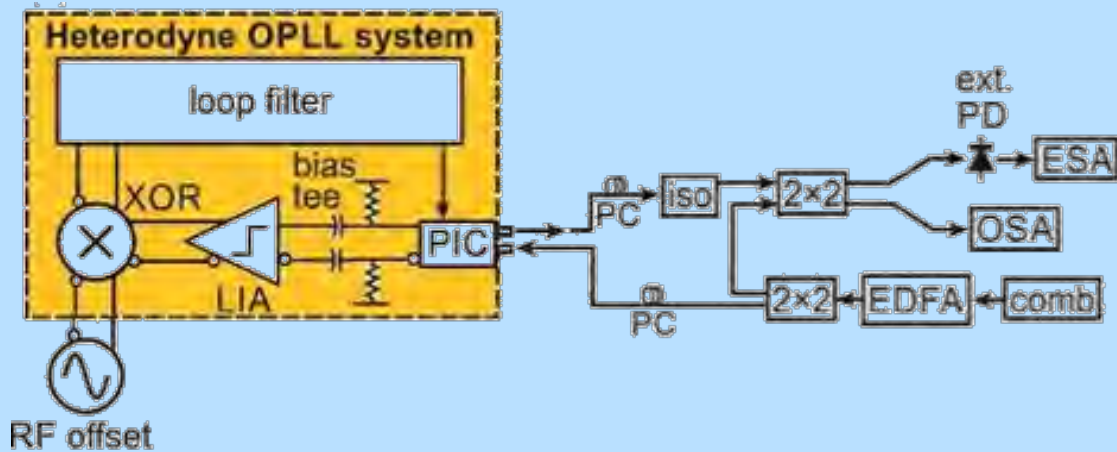 Heterodyne OPLL system
loop filter
bias
tee
XOR
LIA
PIC
RF offset
PC
iso
2×2
ext.
PD
ESA
OSA
PC
2×2
EDFA
comb